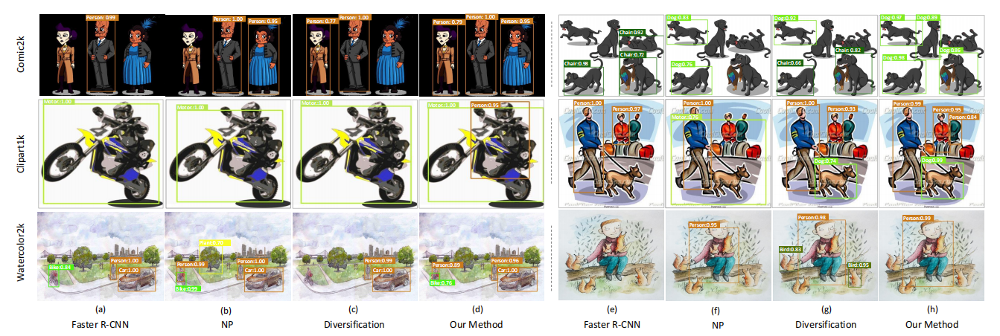 Comic2k
Person: 0.99
Person: 1.00
Person: 0.95
Person: 0.77
Person: 1.00
Person: 0.79
Person: 1.00
Person: 0.95
Chair:0.92
Chair:0.98
Chair:0.72
Dog:0.83
Dog:0.76
Dog:0.92
Chair: 0.82
Chair:0.66
Dog:0.97
Dog:0.89
Dog:0.98
Dog:0.86
Clipart1k
Motor:1.00
Motor:1.00
Motor:1.00
Motor:1.00
Person:0.95
Person:1.00
Person:0.97
Person:1.00
Motor:0.76
Person:1.00
Person:0.93
Dog:0.74
Person:0.99
Person:0.95
Person:0.84
Dog:0.99
Watercolor2k
Bike:0.84
Person:1.00
Car:1.00
Plant:0.70
Person:0.99
Person:1.00
Car:1.00
Bike:0.99
Person:0.99
Car:1.00
Person:0.89
Person:0.96
Car:1.00
Bike:0.76
Person:0.95
Person:0.98
Bird:0.83
Bird:0.95
Person:0.99
(a) (b) (c) (d) (e) (f) (g) (h)
Faster R-CNN NP Diversification Our Method Faster R-CNN NP Diversification Our Method